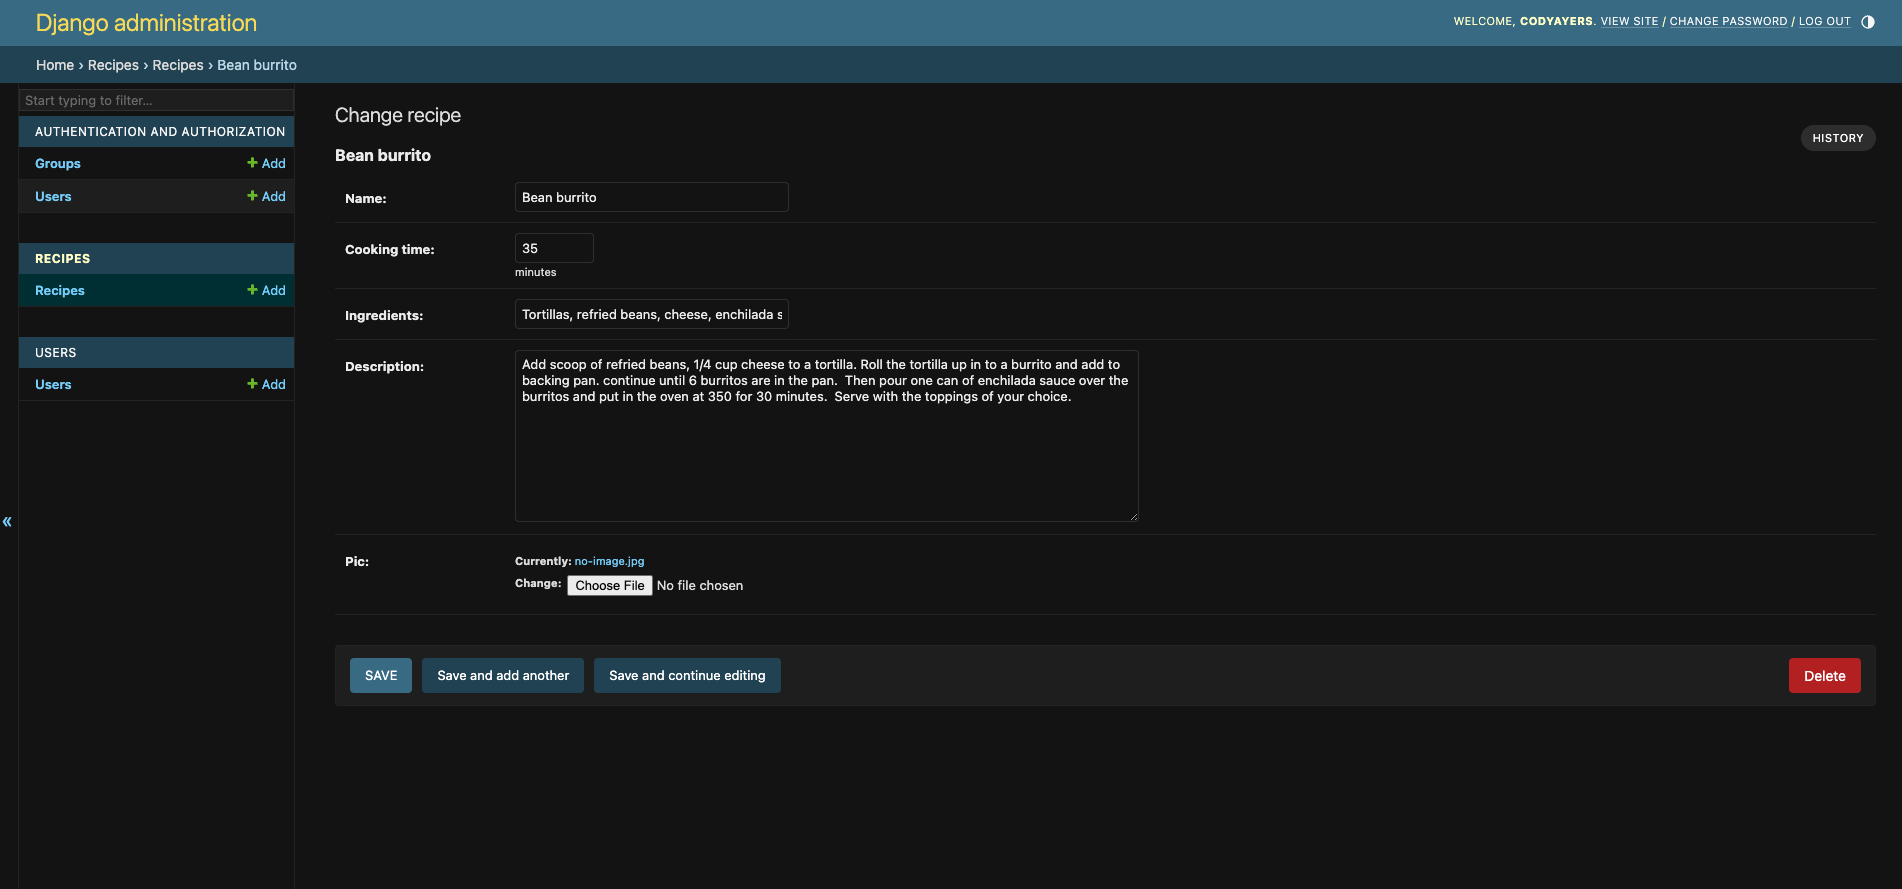 Django administration
WELCOME, CODYAYERS. VIEW SITE / CHANGE PASSWORD / LOG OUT
Home › Recipes › Recipes › Bean burrito
Start typing to filter...
AUTHENTICATION AND AUTHORIZATION
Groups + Add
Users + Add
RECIPES
Recipes + Add
USERS
Users + Add
«
Change recipe
HISTORY
Bean burrito
Name: Bean burrito
Cooking time: 35
minutes
Ingredients: Tortillas, refried beans, cheese, enchilada s
Description: Add scoop of refried beans, 1/4 cup cheese to a tortilla. Roll the tortilla up in to a burrito and add to
backing pan. continue until 6 burritos are in the pan.  Then pour one can of enchilada sauce over the
burritos and put in the oven at 350 for 30 minutes.  Serve with the toppings of your choice.
Pic: Currently: no-image.jpg
Change: Choose File No file chosen
SAVE Save and add another Save and continue editing Delete